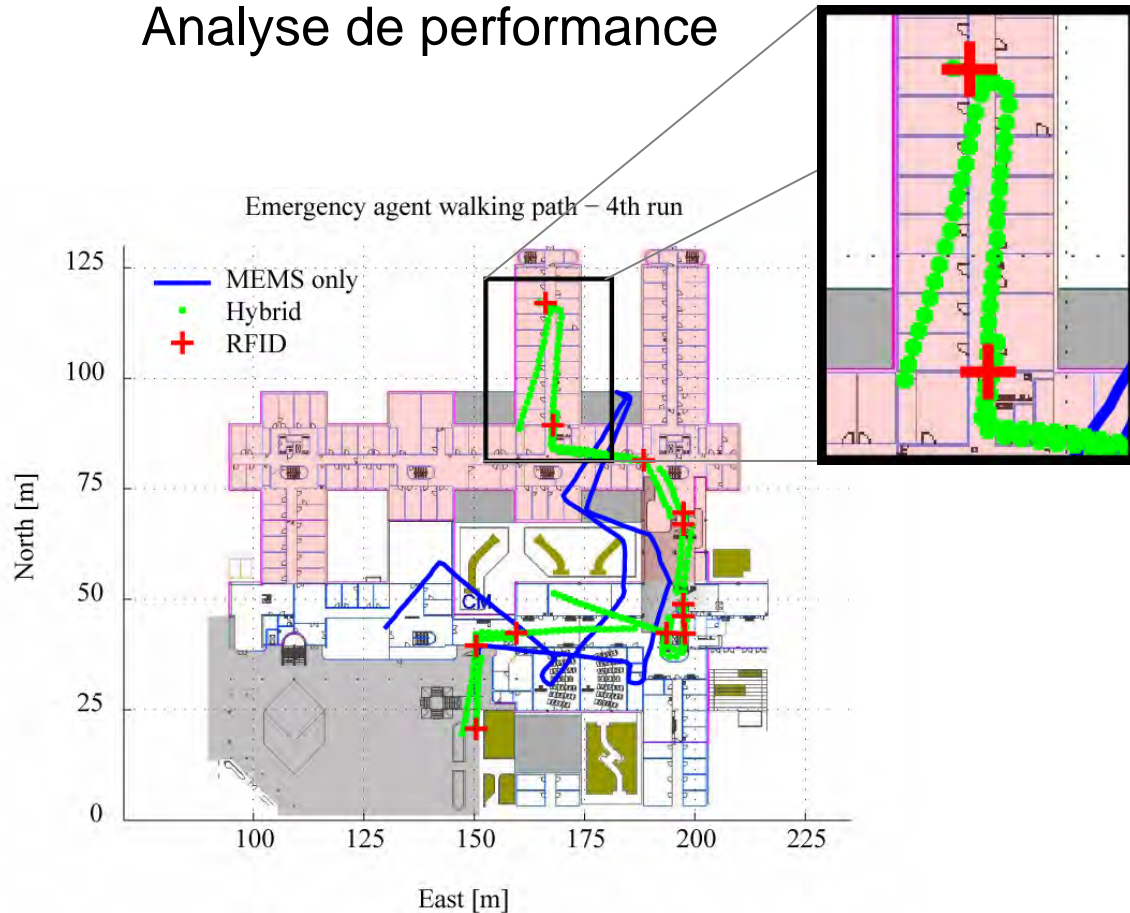 Analyse de performance
Emergency agent walking path − 4th run
MEMS only
Hybrid
RFID
125
100
75
50
25
0
North [m]
CM
100 125 150 175 200 225
East [m]